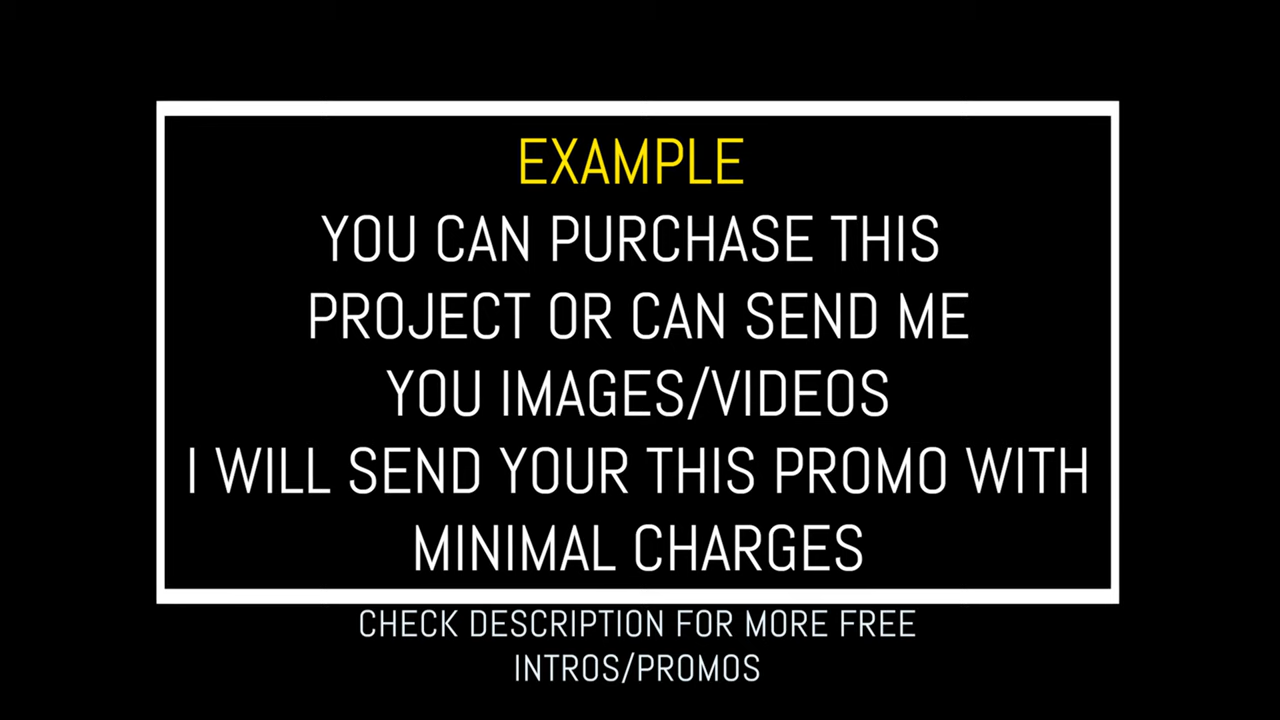 EXAMPLE
YOU CAN PURCHASE THIS
PROJECT OR CAN SEND ME
YOU IMAGES/VIDEOS
I WILL SEND YOUR THIS PROMO WITH
MINIMAL CHARGES
CHECK DESCRIPTION FOR MORE FREE
INTROS/PROMOS